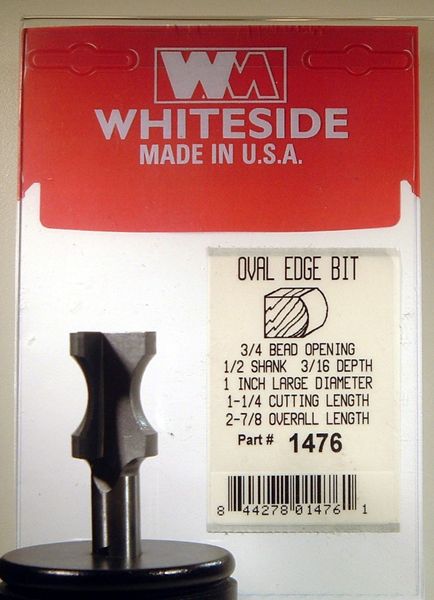 WM
WHITESIDE
MADE IN U.S.A.
OVAL EDGE BIT
3/4 BEAD OPENING
1/2 SHANK 3/16 DEPTH
1 INCH LARGE DIAMETER
1-1/4 CUTTING LENGTH
2-7/8 OVERALL LENGTH
Part # 1476
8 44278 01476 1